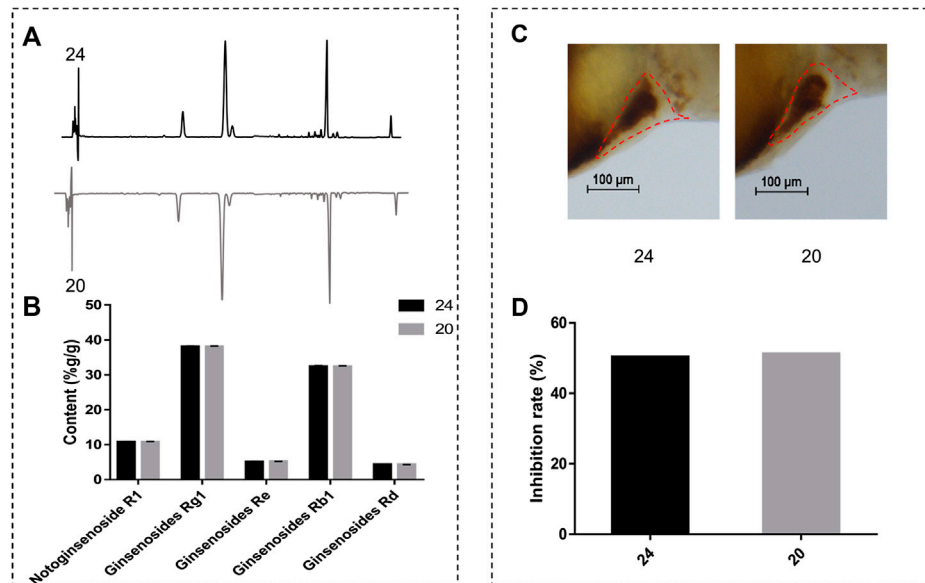 A
24
20
B
50
40
30
20
10
0
Content (%g/g)
24
20
Notoginsenoside R1
Ginsenosides Rg1
Ginsenosides Re
Ginsenosides Rb1
Ginsenosides Rd
C
100 µm
100 µm
24
20
D
60
40
20
0
Inhibition rate (%)
24
20